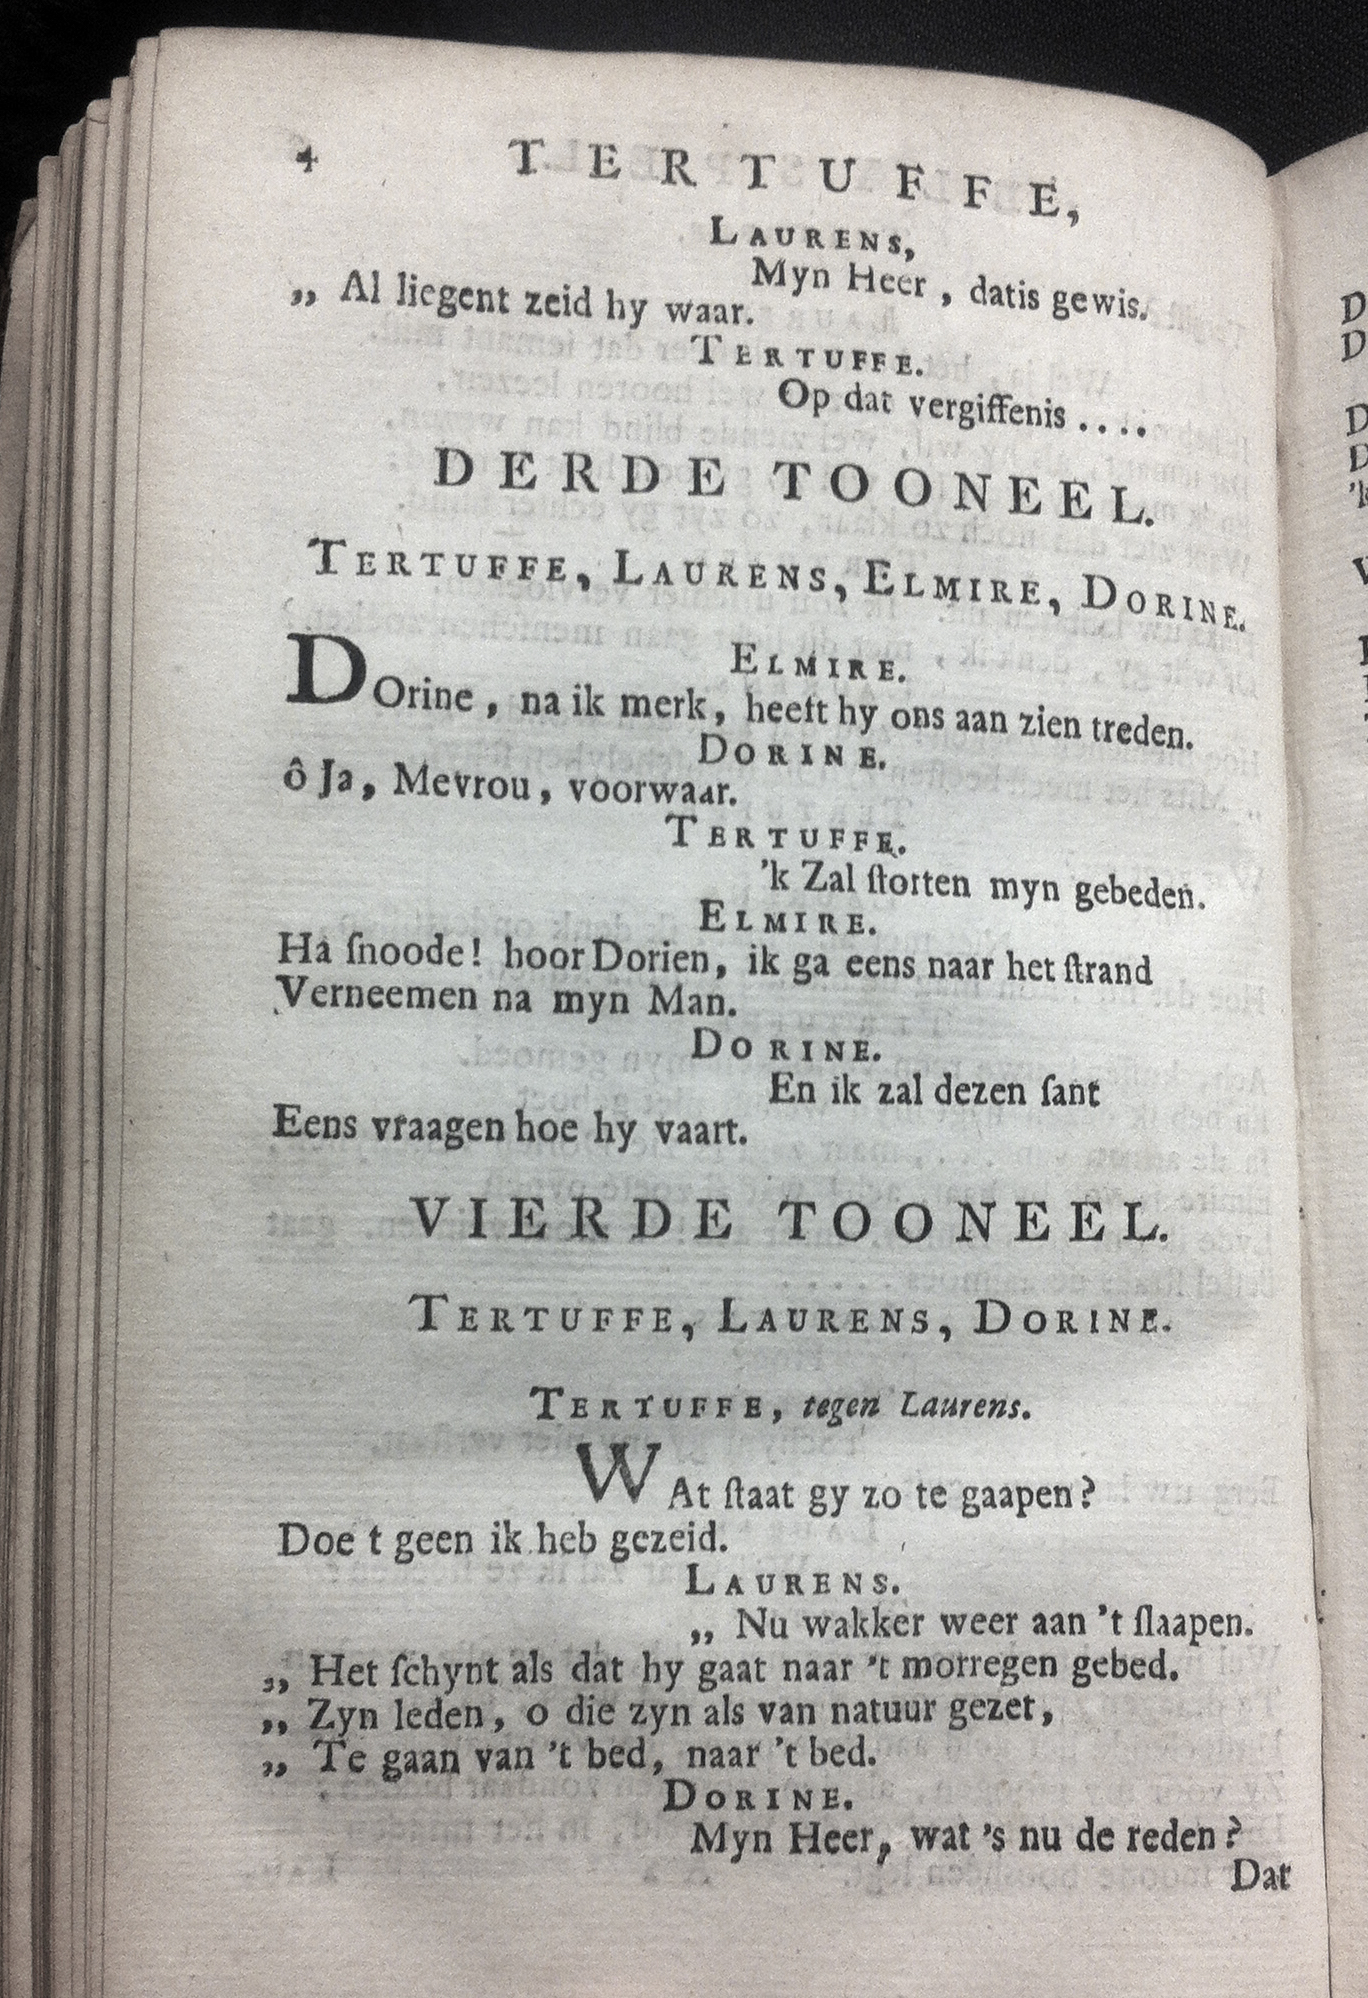 4 TERTUFFE,
LAURENS,
Myn Heer, datis gewis.
„ Al liegent zeid hy waar.
TERTUFFE.
Op dat vergiffenis ....
DERDE TOONEEL.
TERTUFFE, LAURENS, ELMIRE, DORINE.
ELMIRE.
DOrine, na ik merk, heeft hy ons aan zien treden.
DORINE.
ô Ja, Mevrou, voorwaar.
TERTUFFE.
'k Zal ſtorten myn gebeden.
ELMIRE.
Ha ſnoode! hoor Dorien, ik ga eens naar het ſtrand
Verneemen na myn Man.
DORINE.
En ik zal dezen ſant
Eens vraagen hoe hy vaart.
VIERDE TOONEEL.
TERTUFFE, LAURENS, DORINE.
TERTUFFE, tegen Laurens.
WAt ſtaat gy zo te gaapen?
Doe t geen ik heb gezeid.
LAURENS.
„ Nu wakker weer aan 't ſlaapen.
„ Het ſchynt als dat hy gaat naar 't morregen gebed.
„ Zyn leden, o die zyn als van natuur gezet,
„ Te gaan van 't bed, naar 't bed.
DORINE.
Myn Heer, wat 's nu de reden?
Dat